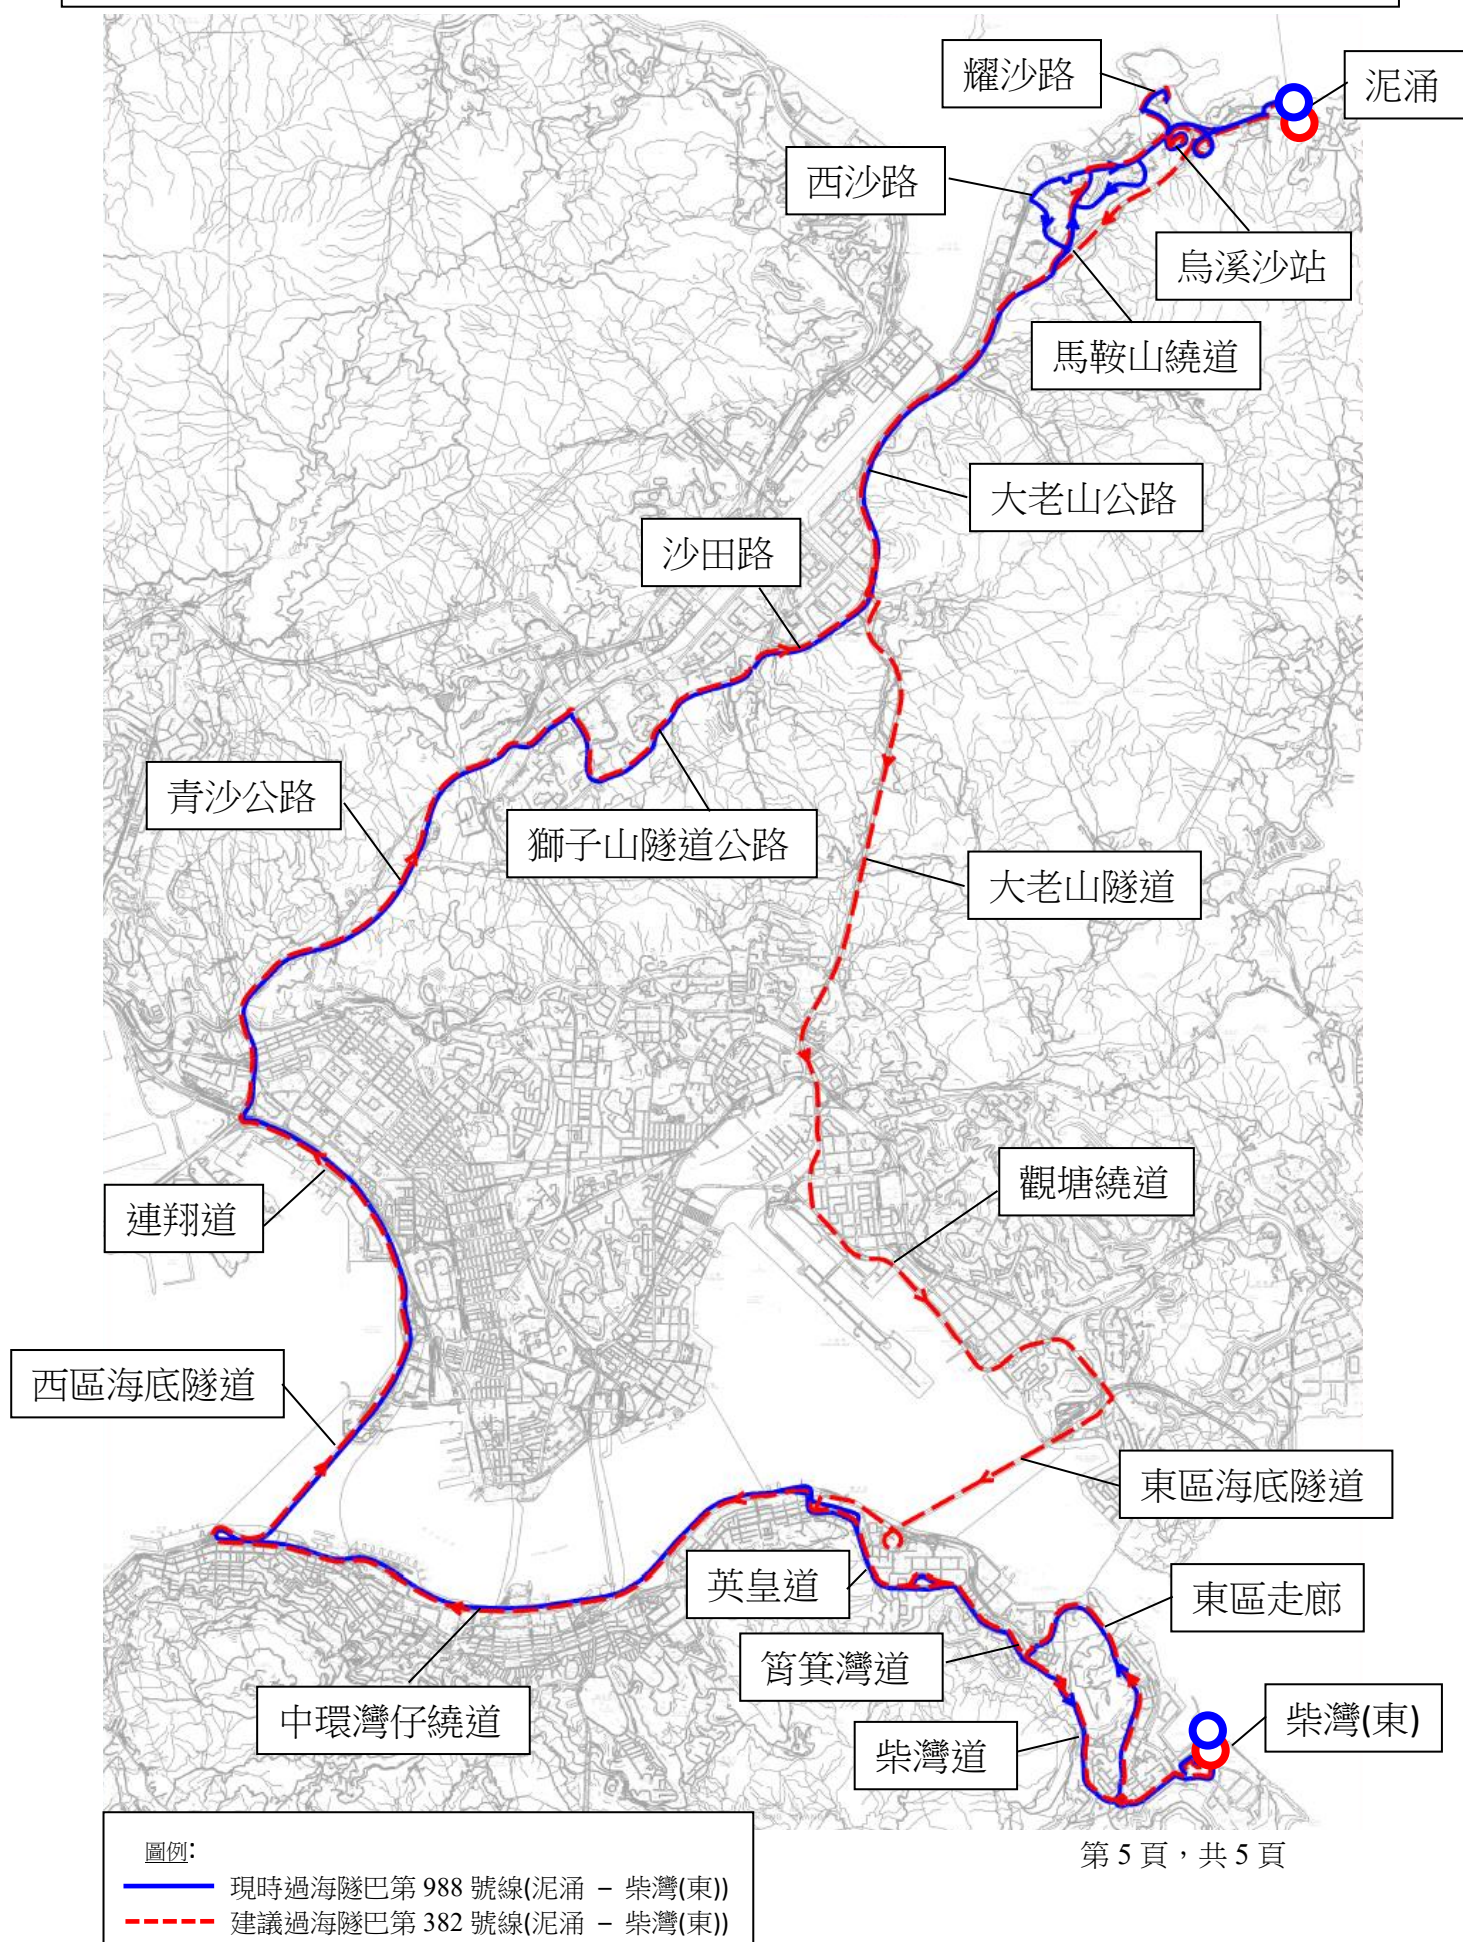 耀沙路
泥涌
西沙路
烏溪沙站
馬鞍山繞道
大老山公路
沙田路
青沙公路
獅子山隧道公路
大老山隧道
觀塘繞道
連翔道
西區海底隧道
東區海底隧道
英皇道
東區走廊
筲箕灣道
中環灣仔繞道
柴灣(東)
柴灣道
第 5 頁，共 5 頁
圖例:
現時過海隧巴第 988 號線(泥涌 – 柴灣(東))
建議過海隧巴第 382 號線(泥涌 – 柴灣(東))